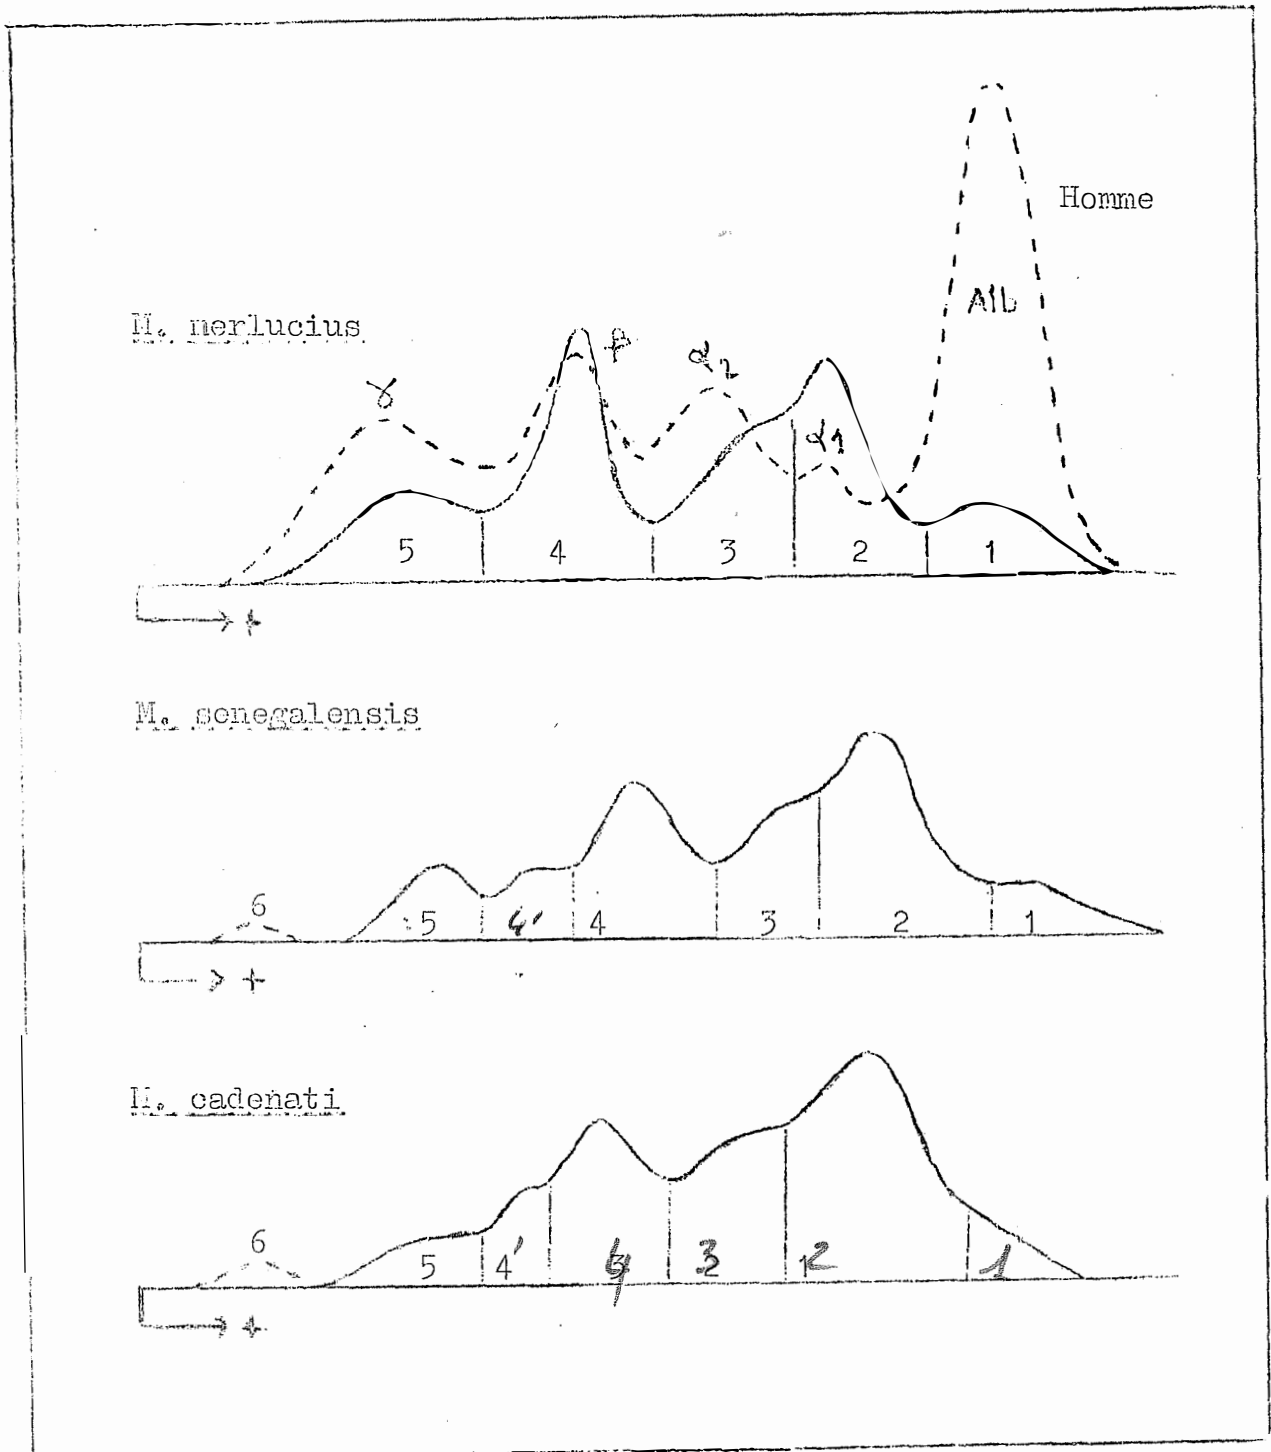 Homme
Alb
M. nerlucius
γ β α2 α1
5 4 3 2 1
+
M. senegalensis
6
5 4' 4 3 2 1
+
M. cadenati
6
5 4' 4 3 2 1
+